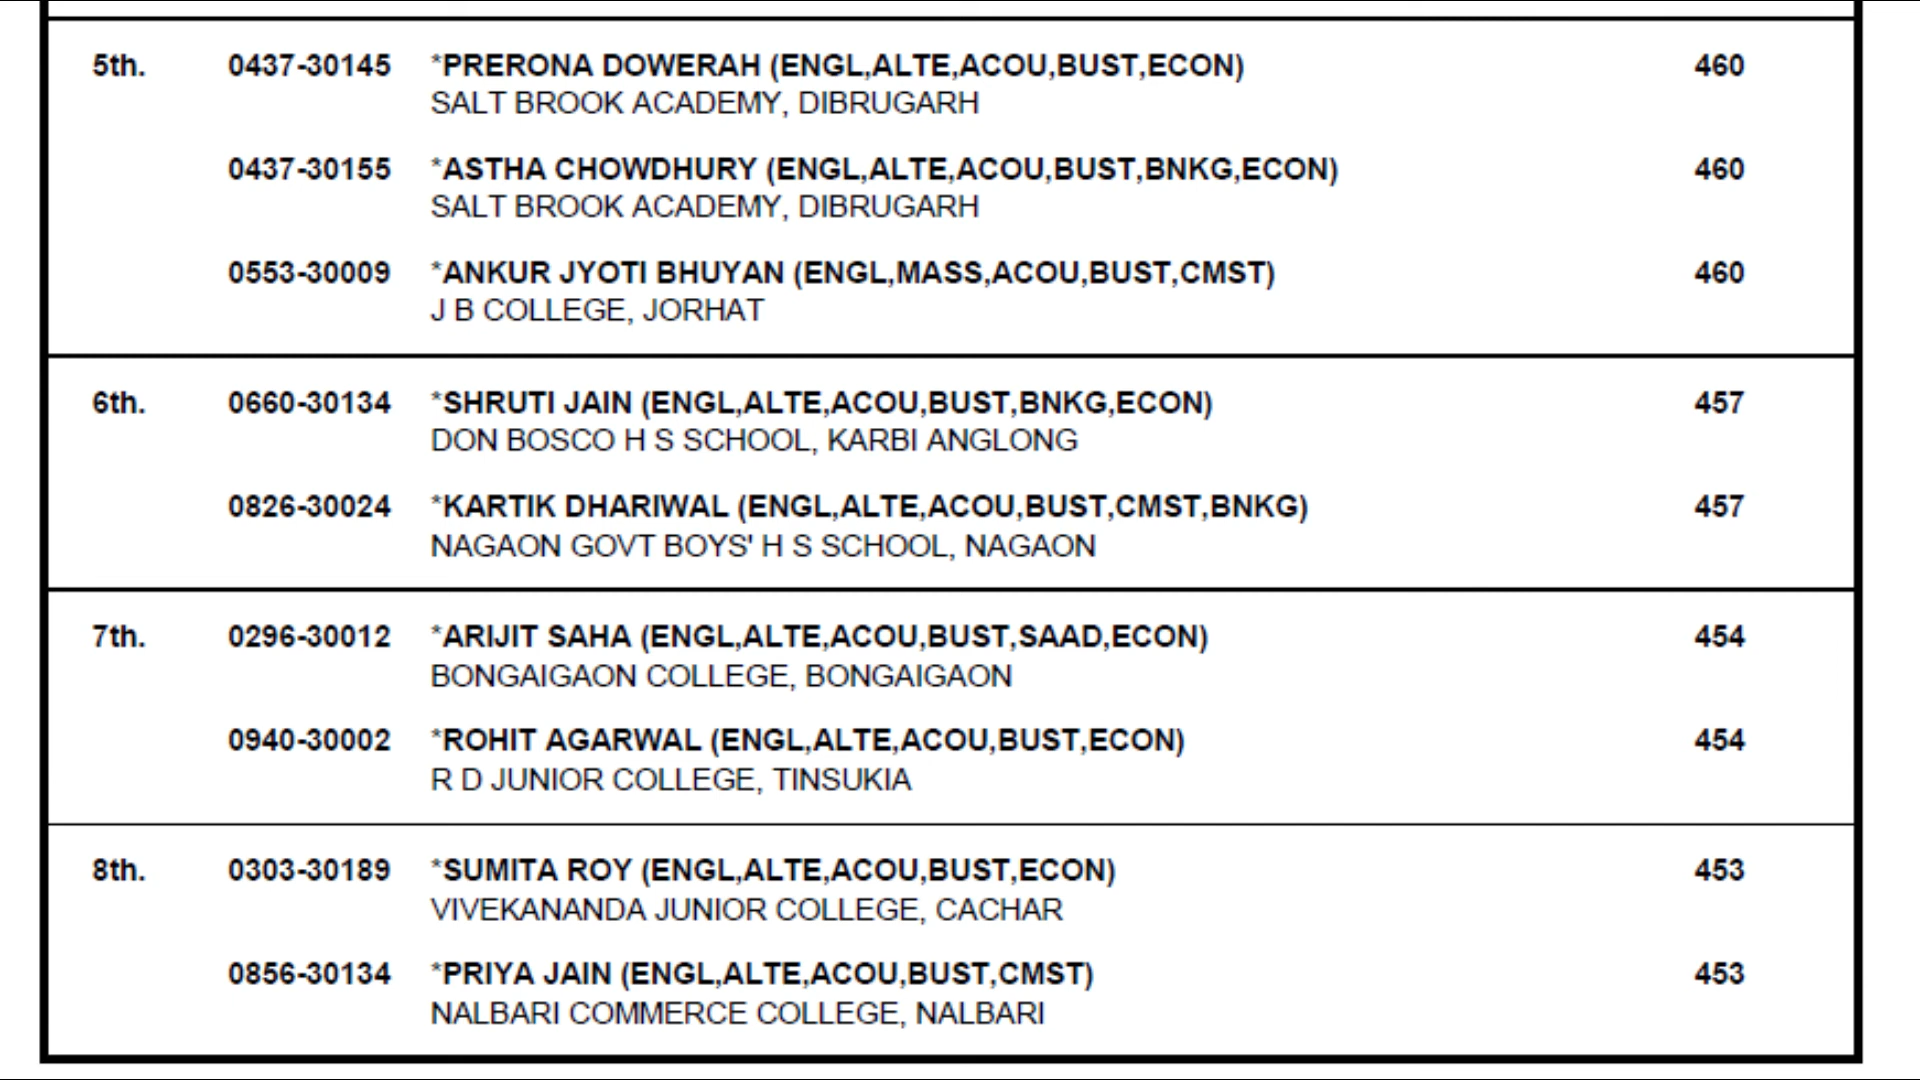 5th. 0437-30145 *PRERONA DOWERAH (ENGL,ALTE,ACOU,BUST,ECON) 460
SALT BROOK ACADEMY, DIBRUGARH
0437-30155 *ASTHA CHOWDHURY (ENGL,ALTE,ACOU,BUST,BNKG,ECON) 460
SALT BROOK ACADEMY, DIBRUGARH
0553-30009 *ANKUR JYOTI BHUYAN (ENGL,MASS,ACOU,BUST,CMST) 460
J B COLLEGE, JORHAT
6th. 0660-30134 *SHRUTI JAIN (ENGL,ALTE,ACOU,BUST,BNKG,ECON) 457
DON BOSCO H S SCHOOL, KARBI ANGLONG
0826-30024 *KARTIK DHARIWAL (ENGL,ALTE,ACOU,BUST,CMST,BNKG) 457
NAGAON GOVT BOYS' H S SCHOOL, NAGAON
7th. 0296-30012 *ARIJIT SAHA (ENGL,ALTE,ACOU,BUST,SAAD,ECON) 454
BONGAIGAON COLLEGE, BONGAIGAON
0940-30002 *ROHIT AGARWAL (ENGL,ALTE,ACOU,BUST,ECON) 454
R D JUNIOR COLLEGE, TINSUKIA
8th. 0303-30189 *SUMITA ROY (ENGL,ALTE,ACOU,BUST,ECON) 453
VIVEKANANDA JUNIOR COLLEGE, CACHAR
0856-30134 *PRIYA JAIN (ENGL,ALTE,ACOU,BUST,CMST) 453
NALBARI COMMERCE COLLEGE, NALBARI